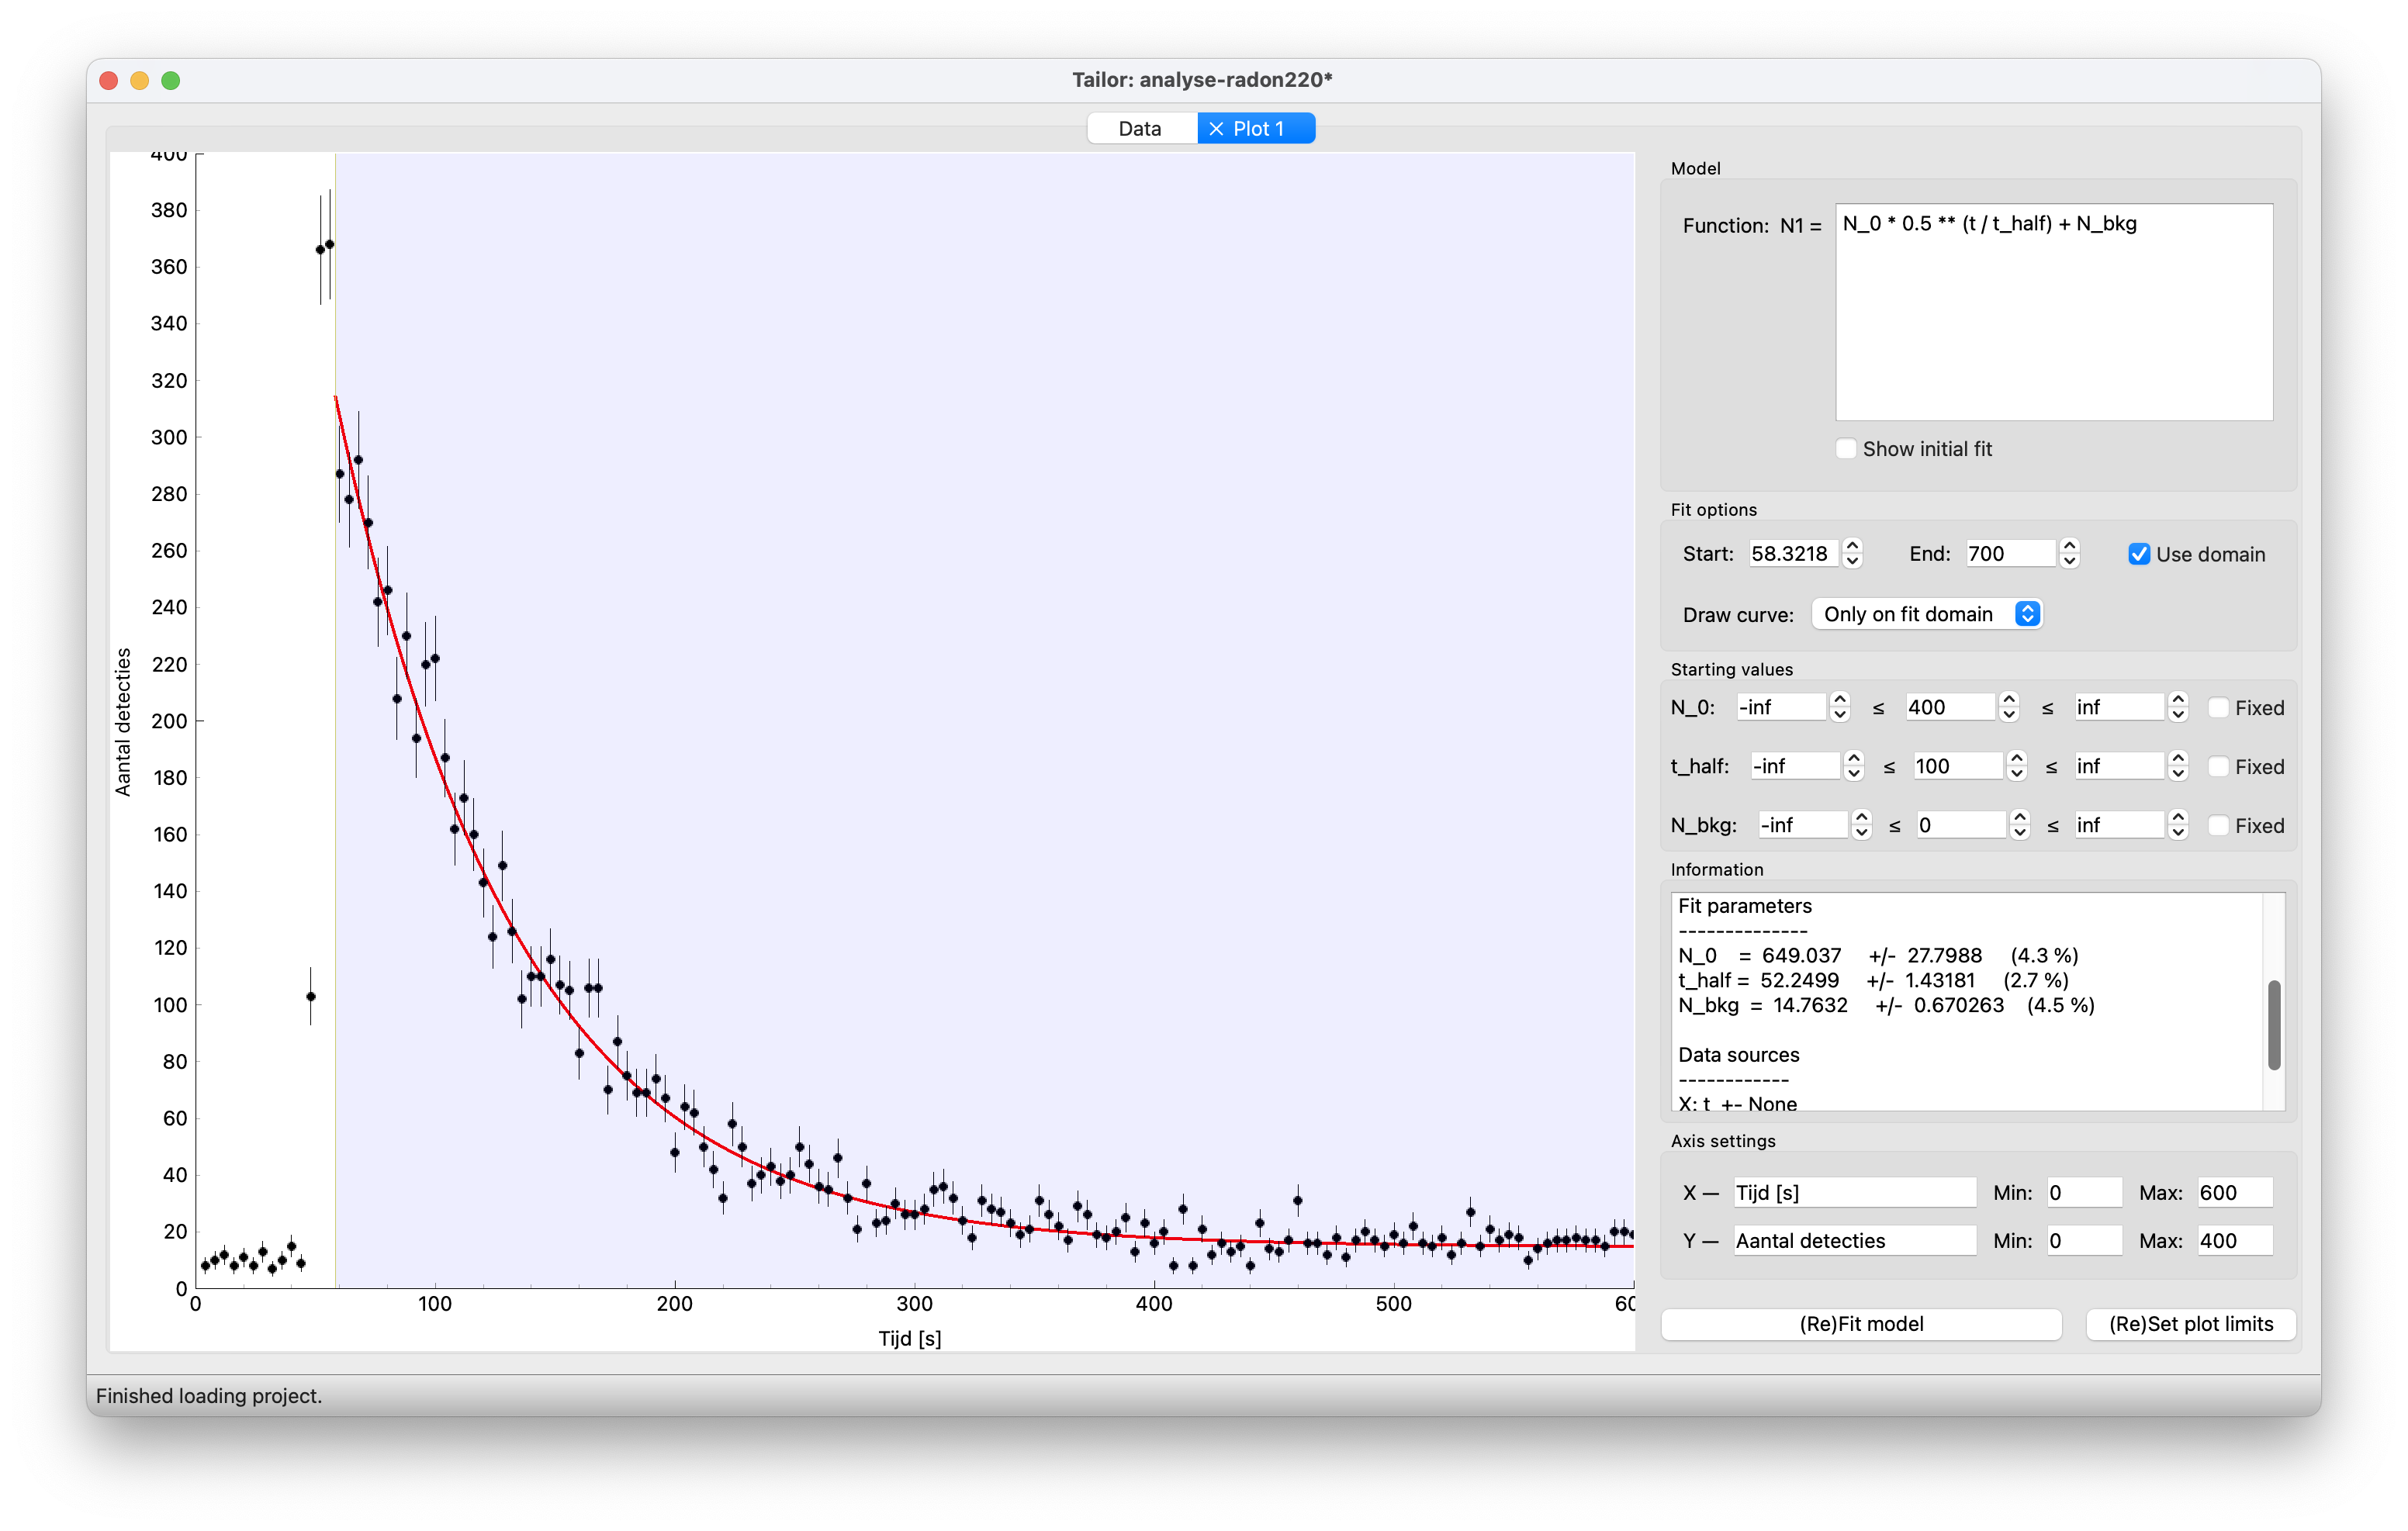 Tailor: analyse-radon220*
Data
Plot 1
400
380
360
340
320
300
280
260
240
220
200
180
160
140
120
100
80
60
40
20
0
Aantal detecties
0 100 200 300 400 500 60
Tijd [s]
Model
Function: N1 =
N_0 * 0.5 ** (t / t_half) + N_bkg
Show initial fit
Fit options
Start: 58.3218 End: 700 Use domain
Draw curve: Only on fit domain
Starting values
N_0: -inf ≤ 400 ≤ inf Fixed
t_half: -inf ≤ 100 ≤ inf Fixed
N_bkg: -inf ≤ 0 ≤ inf Fixed
Information
Fit parameters
--------------
N_0 = 649.037 +/- 27.7988 (4.3 %)
t_half = 52.2499 +/- 1.43181 (2.7 %)
N_bkg = 14.7632 +/- 0.670263 (4.5 %)
Data sources
------------
X: t +- None
Axis settings
X — Tijd [s] Min: 0 Max: 600
Y — Aantal detecties Min: 0 Max: 400
(Re)Fit model
(Re)Set plot limits
Finished loading project.